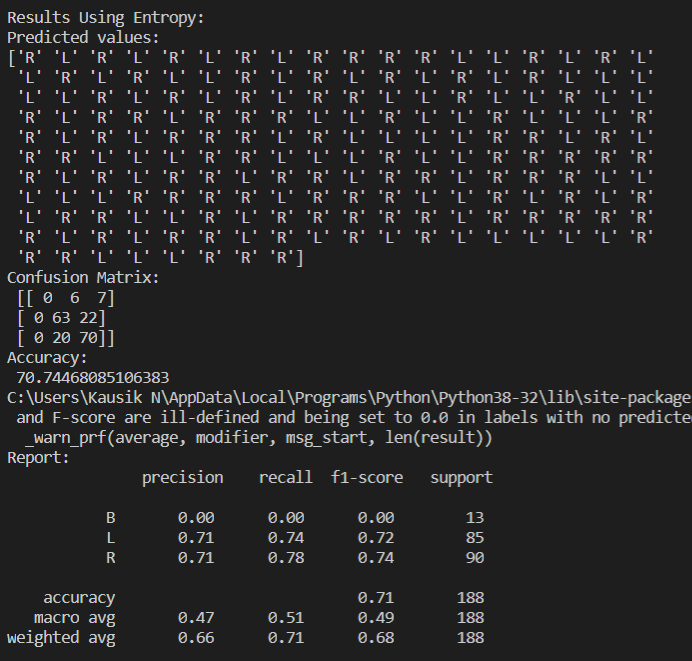 Results Using Entropy:
Predicted values:
['R' 'L' 'R' 'L' 'R' 'L' 'R' 'L' 'R' 'R' 'R' 'R' 'L' 'L' 'R' 'L' 'R' 'L'
'L' 'R' 'L' 'R' 'L' 'L' 'R' 'L' 'R' 'L' 'R' 'L' 'R' 'L' 'R' 'L' 'L' 'L'
'L' 'L' 'R' 'L' 'R' 'L' 'R' 'L' 'R' 'R' 'L' 'L' 'R' 'L' 'L' 'R' 'L' 'L'
'R' 'L' 'R' 'L' 'R' 'R' 'R' 'R' 'L' 'L' 'R' 'L' 'L' 'R' 'L' 'L' 'L' 'R'
'R' 'L' 'R' 'L' 'R' 'R' 'L' 'R' 'L' 'L' 'L' 'L' 'L' 'R' 'R' 'L' 'R' 'L'
'R' 'R' 'L' 'L' 'L' 'R' 'R' 'L' 'L' 'L' 'R' 'L' 'L' 'R' 'R' 'R' 'R' 'R'
'R' 'L' 'R' 'L' 'R' 'R' 'L' 'R' 'R' 'L' 'R' 'R' 'L' 'L' 'R' 'R' 'L' 'L'
'L' 'L' 'L' 'R' 'R' 'R' 'R' 'L' 'R' 'R' 'R' 'L' 'L' 'R' 'L' 'R' 'L' 'R'
'L' 'R' 'R' 'L' 'L' 'R' 'L' 'R' 'R' 'R' 'R' 'R' 'L' 'R' 'R' 'R' 'R' 'R'
'R' 'L' 'R' 'L' 'R' 'R' 'L' 'R' 'L' 'R' 'L' 'R' 'L' 'L' 'L' 'L' 'L' 'R'
'R' 'R' 'L' 'L' 'L' 'R' 'R' 'R']
Confusion Matrix:
[[ 0  6  7]
[ 0 63 22]
[ 0 20 70]]
Accuracy:
70.74468085106383
C:\Users\Kausik N\AppData\Local\Programs\Python\Python38-32\lib\site-package
and F-score are ill-defined and being set to 0.0 in labels with no predicte
_warn_prf(average, modifier, msg_start, len(result))
Report:
precision recall f1-score support
B 0.00 0.00 0.00 13
L 0.71 0.74 0.72 85
R 0.71 0.78 0.74 90
accuracy 0.71 188
macro avg 0.47 0.51 0.49 188
weighted avg 0.66 0.71 0.68 188